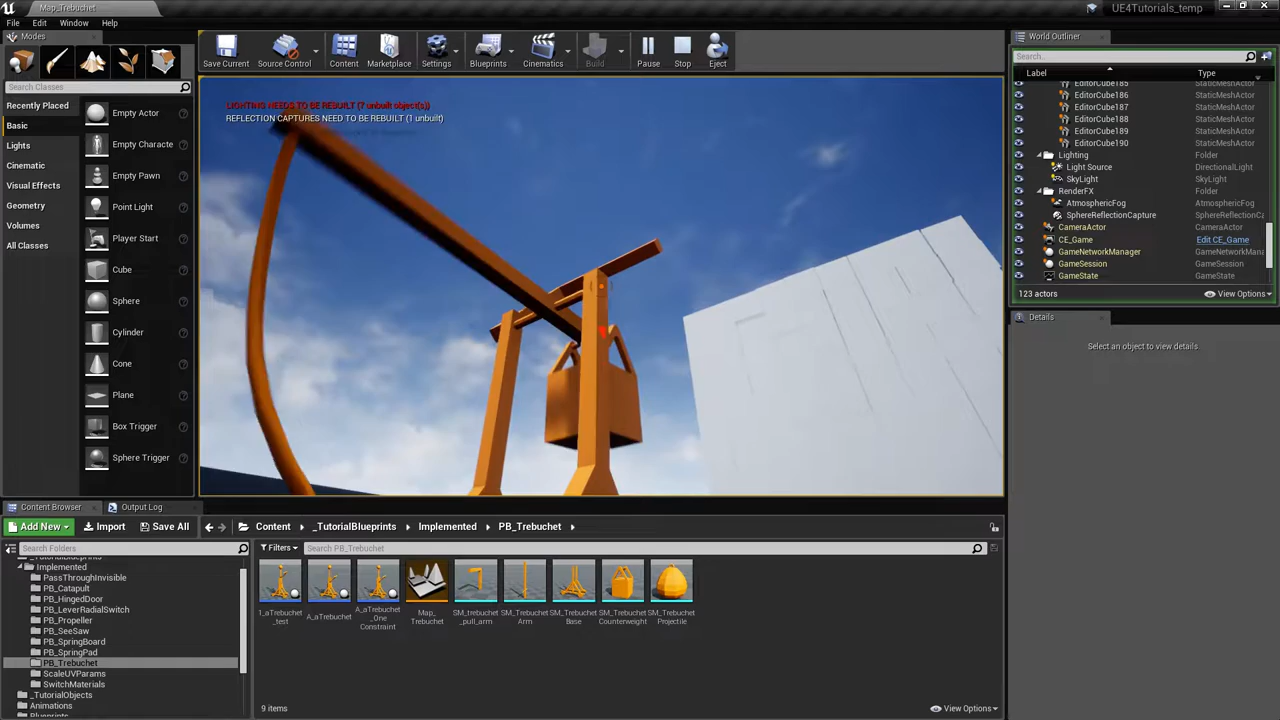 Map_Trebuchet
UE4Tutorials_temp
File Edit Window Help
Modes
Search Classes
Recently Placed
Basic
Lights
Cinematic
Visual Effects
Geometry
Volumes
All Classes
Empty Actor
Empty Characte
Empty Pawn
Point Light
Player Start
Cube
Sphere
Cylinder
Cone
Plane
Box Trigger
Sphere Trigger
Save Current Source Control Content Marketplace Settings Blueprints Cinematics Build Pause Stop Eject
LIGHTING NEEDS TO BE REBUILT (7 unbuilt object(s))
REFLECTION CAPTURES NEED TO BE REBUILT (1 unbuilt)
World Outliner
Search...
Label Type
EditorCube185 StaticMeshActor
EditorCube186 StaticMeshActor
EditorCube187 StaticMeshActor
EditorCube188 StaticMeshActor
EditorCube189 StaticMeshActor
EditorCube190 StaticMeshActor
Lighting Folder
Light Source DirectionalLight
SkyLight SkyLight
RenderFX Folder
AtmosphericFog AtmosphericFog
SphereReflectionCapture SphereReflectionCa
CameraActor CameraActor
CE_Game Edit CE_Game
GameNetworkManager GameNetworkMana
GameSession GameSession
GameState GameState
123 actors View Options
Details
Select an object to view details.
Content Browser Output Log
Add New Import Save All Content _TutorialBlueprints Implemented PB_Trebuchet
Search Folders
Filters Search PB_Trebuchet
_TutorialBlueprints
Implemented
PassThroughInvisible
PB_Catapult
PB_HingedDoor
PB_LeverRadialSwitch
PB_Propeller
PB_SeeSaw
PB_SpringBoard
PB_SpringPad
PB_Trebuchet
ScaleUVParams
SwitchMaterials
_TutorialObjects
Animations
Blueprints
1_aTrebuchet_test
A_aTrebuchet
A_aTrebuchet_One Constraint
Map_Trebuchet
SM_trebuchet_pull_arm
SM_Trebuchet Arm
SM_Trebuchet Base
SM_Trebuchet Counterweight
SM_Trebuchet Projectile
9 items View Options